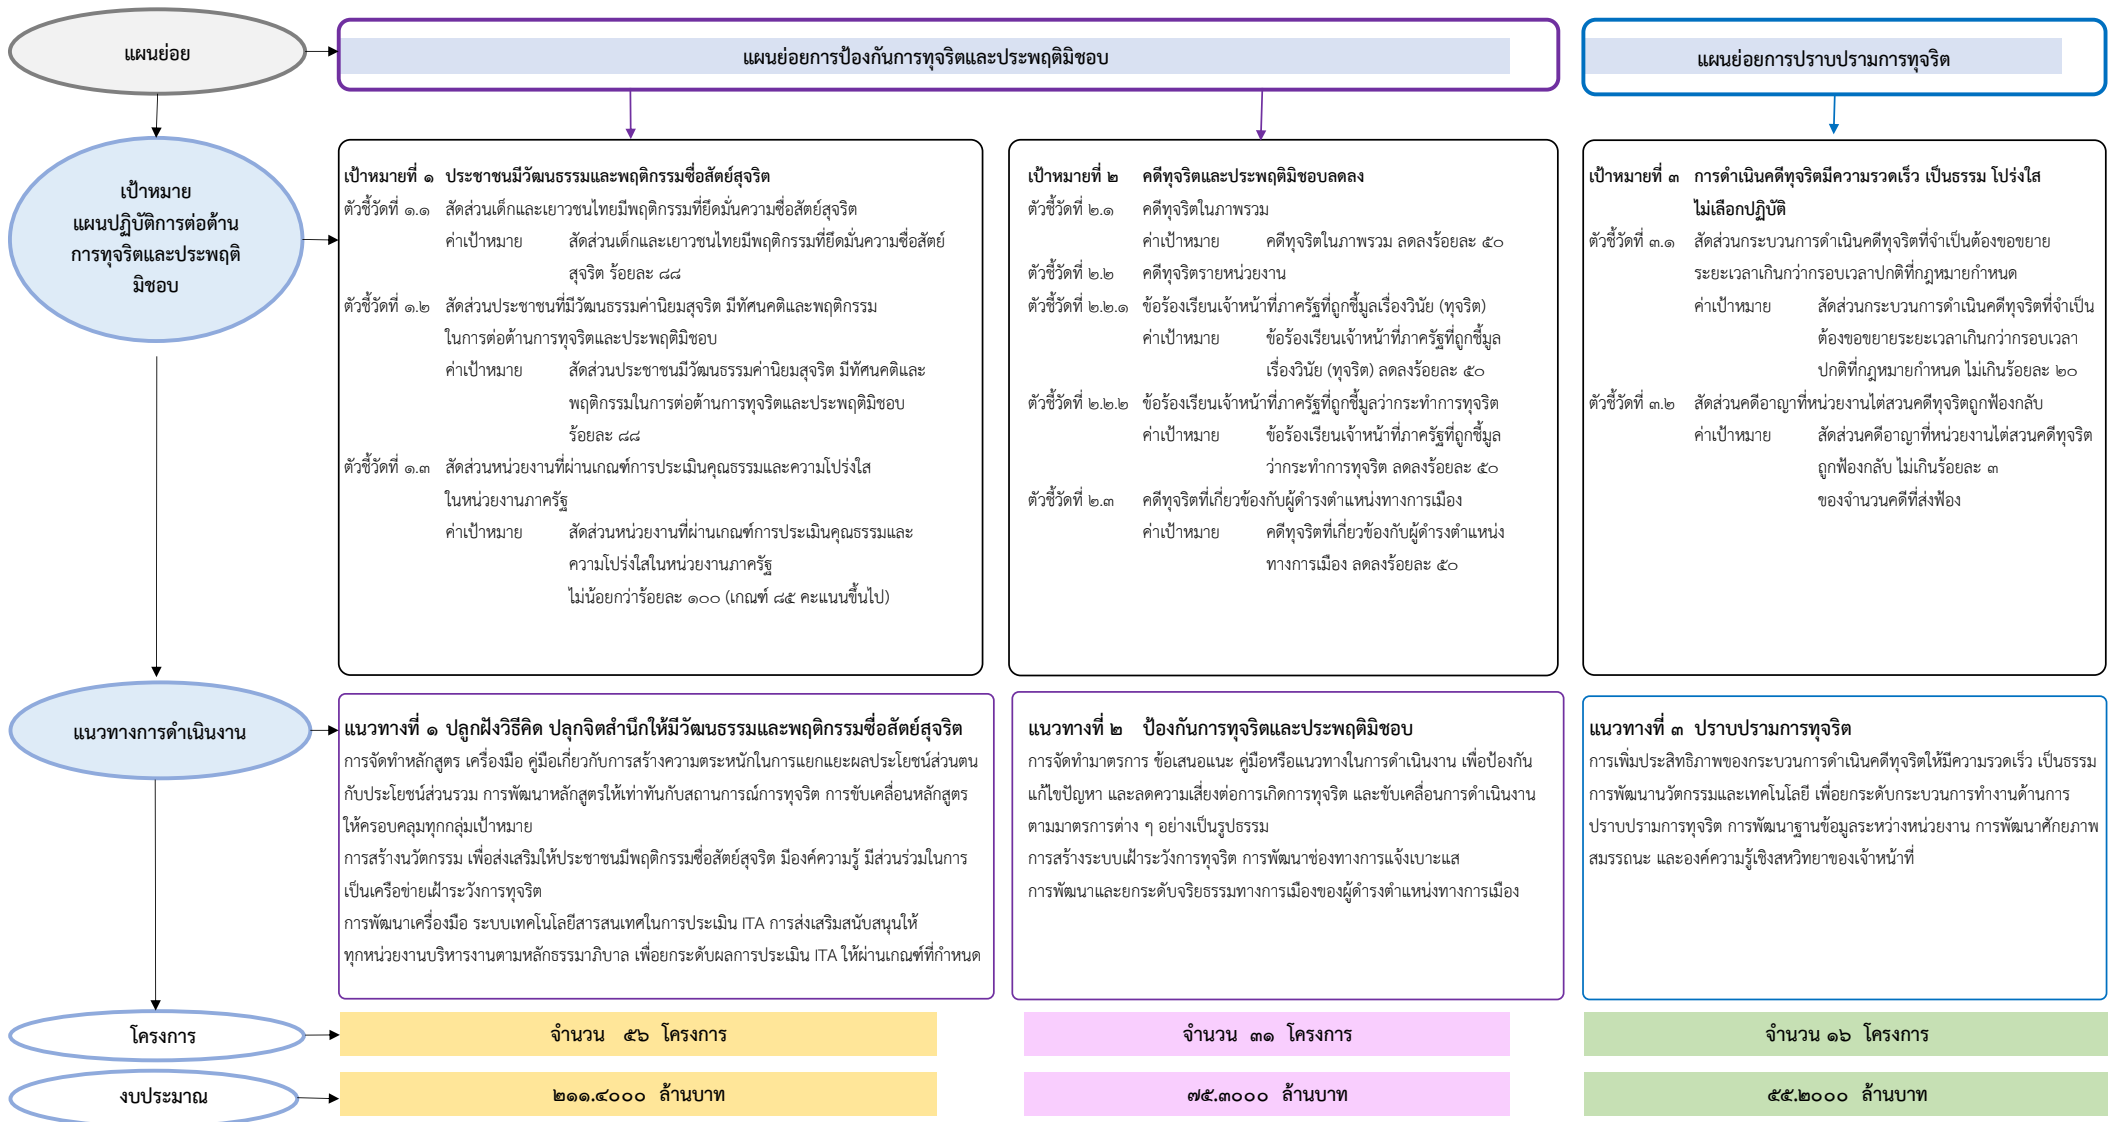 แผนย่อย
แผนย่อยการป้องกันการทุจริตและประพฤติมิชอบ
แผนย่อยการปราบปรามการทุจริต
เป้าหมาย
แผนปฏิบัติการต่อต้าน
การทุจริตและประพฤติ
มิชอบ
เป้าหมายที่ ๑ ประชาชนมีวัฒนธรรมและพฤติกรรมซื่อสัตย์สุจริต
ตัวชี้วัดที่ ๑.๑ สัดส่วนเด็กและเยาวชนไทยมีพฤติกรรมที่ยึดมั่นความซื่อสัตย์สุจริต
ค่าเป้าหมาย สัดส่วนเด็กและเยาวชนไทยมีพฤติกรรมที่ยึดมั่นความซื่อสัตย์
สุจริต ร้อยละ ๘๘
ตัวชี้วัดที่ ๑.๒ สัดส่วนประชาชนที่มีวัฒนธรรมค่านิยมสุจริต มีทัศนคติและพฤติกรรม
ในการต่อต้านการทุจริตและประพฤติมิชอบ
ค่าเป้าหมาย สัดส่วนประชาชนมีวัฒนธรรมค่านิยมสุจริต มีทัศนคติและ
พฤติกรรมในการต่อต้านการทุจริตและประพฤติมิชอบ
ร้อยละ ๘๘
ตัวชี้วัดที่ ๑.๓ สัดส่วนหน่วยงานที่ผ่านเกณฑ์การประเมินคุณธรรมและความโปร่งใส
ในหน่วยงานภาครัฐ
ค่าเป้าหมาย สัดส่วนหน่วยงานที่ผ่านเกณฑ์การประเมินคุณธรรมและ
ความโปร่งใสในหน่วยงานภาครัฐ
ไม่น้อยกว่าร้อยละ ๑๐๐ (เกณฑ์ ๘๕ คะแนนขึ้นไป)
เป้าหมายที่ ๒ คดีทุจริตและประพฤติมิชอบลดลง
ตัวชี้วัดที่ ๒.๑ คดีทุจริตในภาพรวม
ค่าเป้าหมาย คดีทุจริตในภาพรวม ลดลงร้อยละ ๕๐
ตัวชี้วัดที่ ๒.๒ คดีทุจริตรายหน่วยงาน
ตัวชี้วัดที่ ๒.๒.๑ ข้อร้องเรียนเจ้าหน้าที่ภาครัฐที่ถูกชี้มูลเรื่องวินัย (ทุจริต)
ค่าเป้าหมาย ข้อร้องเรียนเจ้าหน้าที่ภาครัฐที่ถูกชี้มูล
เรื่องวินัย (ทุจริต) ลดลงร้อยละ ๕๐
ตัวชี้วัดที่ ๒.๒.๒ ข้อร้องเรียนเจ้าหน้าที่ภาครัฐที่ถูกชี้มูลว่ากระทำการทุจริต
ค่าเป้าหมาย ข้อร้องเรียนเจ้าหน้าที่ภาครัฐที่ถูกชี้มูล
ว่ากระทำการทุจริต ลดลงร้อยละ ๕๐
ตัวชี้วัดที่ ๒.๓ คดีทุจริตที่เกี่ยวข้องกับผู้ดำรงตำแหน่งทางการเมือง
ค่าเป้าหมาย คดีทุจริตที่เกี่ยวข้องกับผู้ดำรงตำแหน่ง
ทางการเมือง ลดลงร้อยละ ๕๐
เป้าหมายที่ ๓ การดำเนินคดีทุจริตมีความรวดเร็ว เป็นธรรม โปร่งใส
ไม่เลือกปฏิบัติ
ตัวชี้วัดที่ ๓.๑ สัดส่วนกระบวนการดำเนินคดีทุจริตที่จำเป็นต้องขอขยาย
ระยะเวลาเกินกว่ากรอบเวลาปกติที่กฎหมายกำหนด
ค่าเป้าหมาย สัดส่วนกระบวนการดำเนินคดีทุจริตที่จำเป็น
ต้องขอขยายระยะเวลาเกินกว่ากรอบเวลา
ปกติที่กฎหมายกำหนด ไม่เกินร้อยละ ๒๐
ตัวชี้วัดที่ ๓.๒ สัดส่วนคดีอาญาที่หน่วยงานไต่สวนคดีทุจริตถูกฟ้องกลับ
ค่าเป้าหมาย สัดส่วนคดีอาญาที่หน่วยงานไต่สวนคดีทุจริต
ถูกฟ้องกลับ ไม่เกินร้อยละ ๓
ของจำนวนคดีที่ส่งฟ้อง
แนวทางการดำเนินงาน
แนวทางที่ ๑ ปลูกฝังวิธีคิด ปลุกจิตสำนึกให้มีวัฒนธรรมและพฤติกรรมซื่อสัตย์สุจริต
การจัดทำหลักสูตร เครื่องมือ คู่มือเกี่ยวกับการสร้างความตระหนักในการแยกแยะผลประโยชน์ส่วนตน
กับประโยชน์ส่วนรวม การพัฒนาหลักสูตรให้เท่าทันกับสถานการณ์การทุจริต การขับเคลื่อนหลักสูตร
ให้ครอบคลุมทุกกลุ่มเป้าหมาย
การสร้างนวัตกรรม เพื่อส่งเสริมให้ประชาชนมีพฤติกรรมซื่อสัตย์สุจริต มีองค์ความรู้ มีส่วนร่วมในการ
เป็นเครือข่ายเฝ้าระวังการทุจริต
การพัฒนาเครื่องมือ ระบบเทคโนโลยีสารสนเทศในการประเมิน ITA การส่งเสริมสนับสนุนให้
ทุกหน่วยงานบริหารงานตามหลักธรรมาภิบาล เพื่อยกระดับผลการประเมิน ITA ให้ผ่านเกณฑ์ที่กำหนด
แนวทางที่ ๒ ป้องกันการทุจริตและประพฤติมิชอบ
การจัดทำมาตรการ ข้อเสนอแนะ คู่มือหรือแนวทางในการดำเนินงาน เพื่อป้องกัน
แก้ไขปัญหา และลดความเสี่ยงต่อการเกิดการทุจริต และขับเคลื่อนการดำเนินงาน
ตามมาตรการต่าง ๆ อย่างเป็นรูปธรรม
การสร้างระบบเฝ้าระวังการทุจริต การพัฒนาช่องทางการแจ้งเบาะแส
การพัฒนาและยกระดับจริยธรรมทางการเมืองของผู้ดำรงตำแหน่งทางการเมือง
แนวทางที่ ๓ ปราบปรามการทุจริต
การเพิ่มประสิทธิภาพของกระบวนการดำเนินคดีทุจริตให้มีความรวดเร็ว เป็นธรรม
การพัฒนานวัตกรรมและเทคโนโลยี เพื่อยกระดับกระบวนการทำงานด้านการ
ปราบปรามการทุจริต การพัฒนาฐานข้อมูลระหว่างหน่วยงาน การพัฒนาศักยภาพ
สมรรถนะ และองค์ความรู้เชิงสหวิทยาของเจ้าหน้าที่
โครงการ
จำนวน ๕๖ โครงการ
จำนวน ๓๑ โครงการ
จำนวน ๑๖ โครงการ
งบประมาณ
๒๑๑.๔๐๐๐ ล้านบาท
๗๕.๓๐๐๐ ล้านบาท
๕๕.๒๐๐๐ ล้านบาท